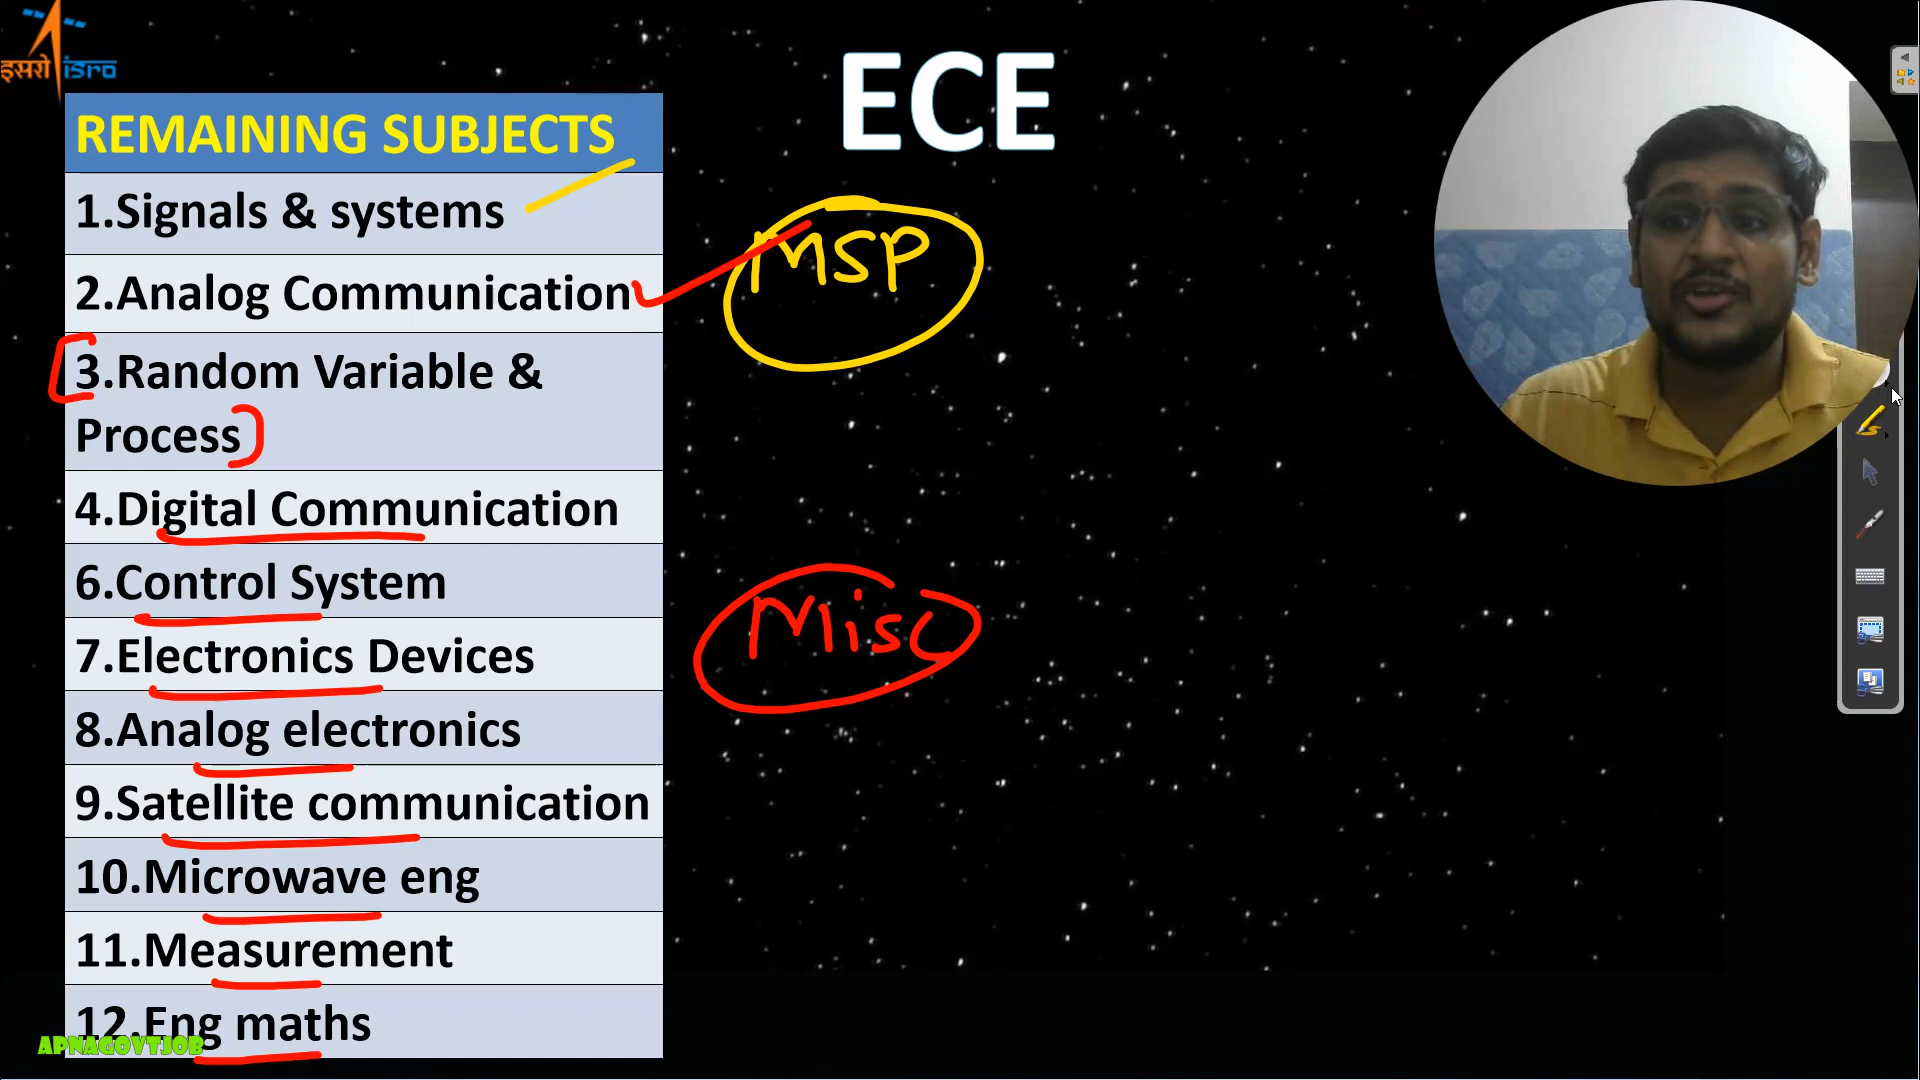 इसरो isro
ECE
REMAINING SUBJECTS
1.Signals & systems
2.Analog Communication
3.Random Variable &
Process
4.Digital Communication
6.Control System
7.Electronics Devices
8.Analog electronics
9.Satellite communication
10.Microwave eng
11.Measurement
12.Eng maths
APNAGOVTJOB
MSP
Misc